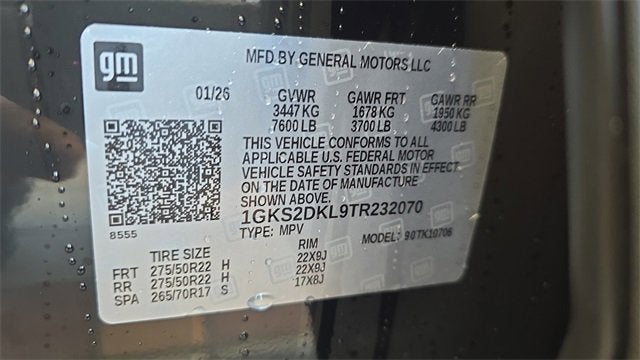 gm
MFD BY GENERAL MOTORS LLC
01/26 GVWR GAWR FRT GAWR RR
3447 KG 1678 KG 1950 KG
7600 LB 3700 LB 4300 LB
THIS VEHICLE CONFORMS TO ALL
APPLICABLE U.S. FEDERAL MOTOR
VEHICLE SAFETY STANDARDS IN EFFECT
ON THE DATE OF MANUFACTURE
SHOWN ABOVE.
1GKS2DKL9TR232070
8555
TYPE: MPV MODEL: 90TK10706
TIRE SIZE RIM
FRT 275/50R22 H 22X9J
RR 275/50R22 H 22X9J
SPA 265/70R17 S 17X8J